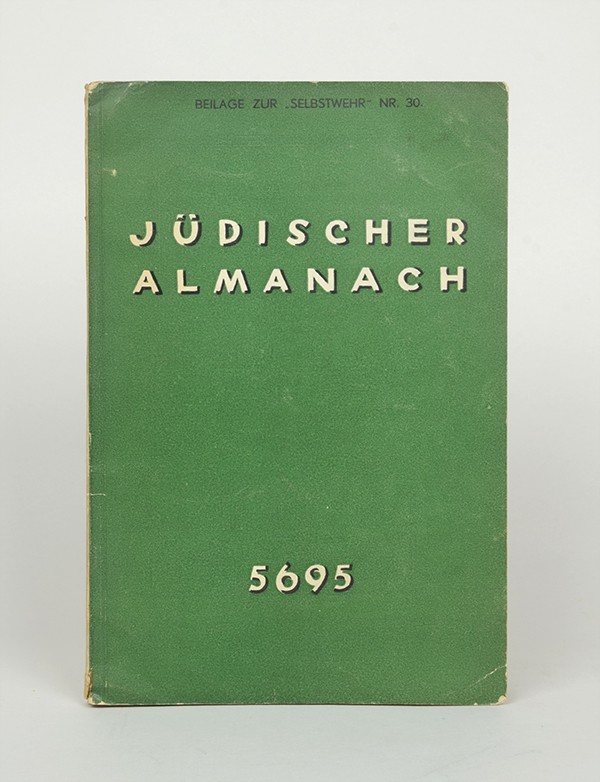 BEILAGE ZUR „SELBSTWEHR“ NR. 30.
JÜDISCHER
ALMANACH
5695